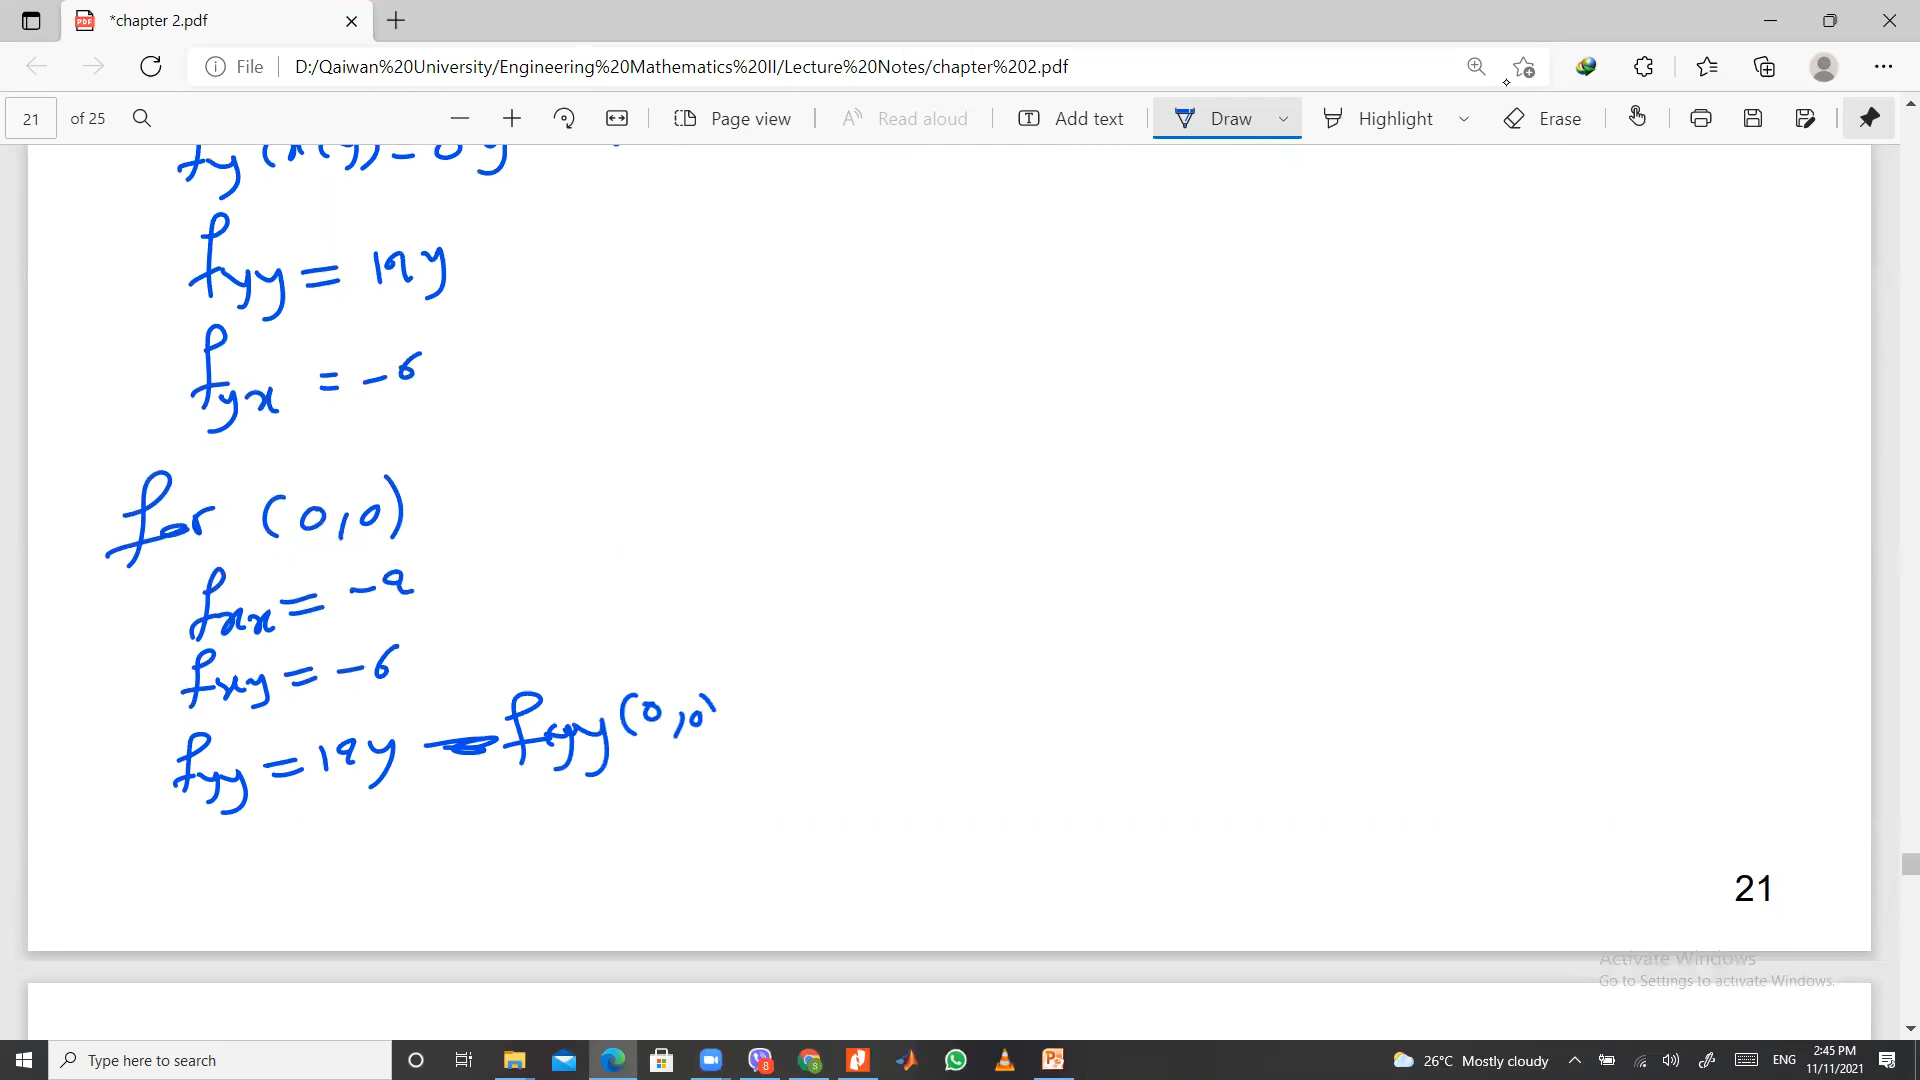 *chapter 2.pdf
File D:/Qaiwan%20University/Engineering%20Mathematics%20II/Lecture%20Notes/chapter%202.pdf
21 of 25 Page view Read aloud Add text Draw Highlight Erase
fyy = 12y
fyx = -6
for (0,0)
fxx = -2
fxy = -6
fyy = 12y fyy(0,0)
21
Activate Windows
Go to Settings to activate Windows.
Type here to search
8
26°C Mostly cloudy
ENG
2:45 PM
11/11/2021